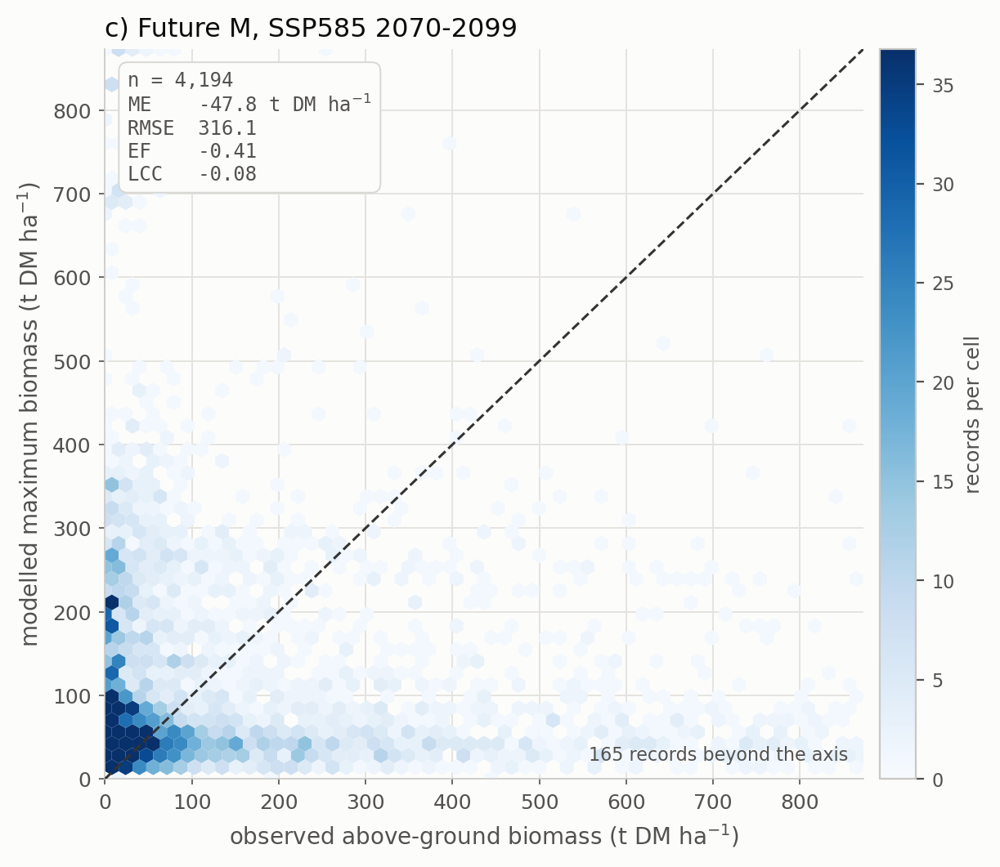 c) Future M, SSP585 2070-2099
n = 4,194
ME -47.8 t DM ha⁻¹
RMSE 316.1
EF -0.41
LCC -0.08
modelled maximum biomass (t DM ha⁻¹)
800
700
600
500
400
300
200
100
0
165 records beyond the axis
0 100 200 300 400 500 600 700 800
observed above-ground biomass (t DM ha⁻¹)
35
30
25
20
15
10
5
0
records per cell